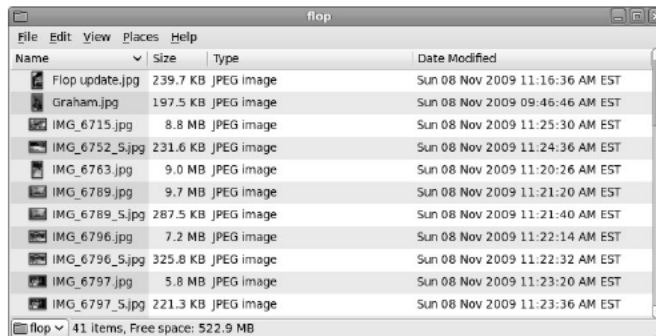 flop
File Edit View Places Help
Name Size Type Date Modified
Flop update.jpg 239.7 KB JPEG image Sun 08 Nov 2009 11:16:36 AM EST
Graham.jpg 197.5 KB JPEG image Sun 08 Nov 2009 09:46:46 AM EST
IMG_6715.jpg 8.8 MB JPEG image Sun 08 Nov 2009 11:25:30 AM EST
IMG_6752_S.jpg 231.6 KB JPEG image Sun 08 Nov 2009 11:24:36 AM EST
IMG_6763.jpg 9.0 MB JPEG image Sun 08 Nov 2009 11:20:26 AM EST
IMG_6789.jpg 9.7 MB JPEG image Sun 08 Nov 2009 11:21:20 AM EST
IMG_6789_S.jpg 287.5 KB JPEG image Sun 08 Nov 2009 11:21:40 AM EST
IMG_6796.jpg 7.2 MB JPEG image Sun 08 Nov 2009 11:22:14 AM EST
IMG_6796_S.jpg 325.8 KB JPEG image Sun 08 Nov 2009 11:22:32 AM EST
IMG_6797.jpg 5.8 MB JPEG image Sun 08 Nov 2009 11:23:20 AM EST
IMG_6797_S.jpg 221.3 KB JPEG image Sun 08 Nov 2009 11:23:36 AM EST
flop 41 items, Free space: 522.9 MB